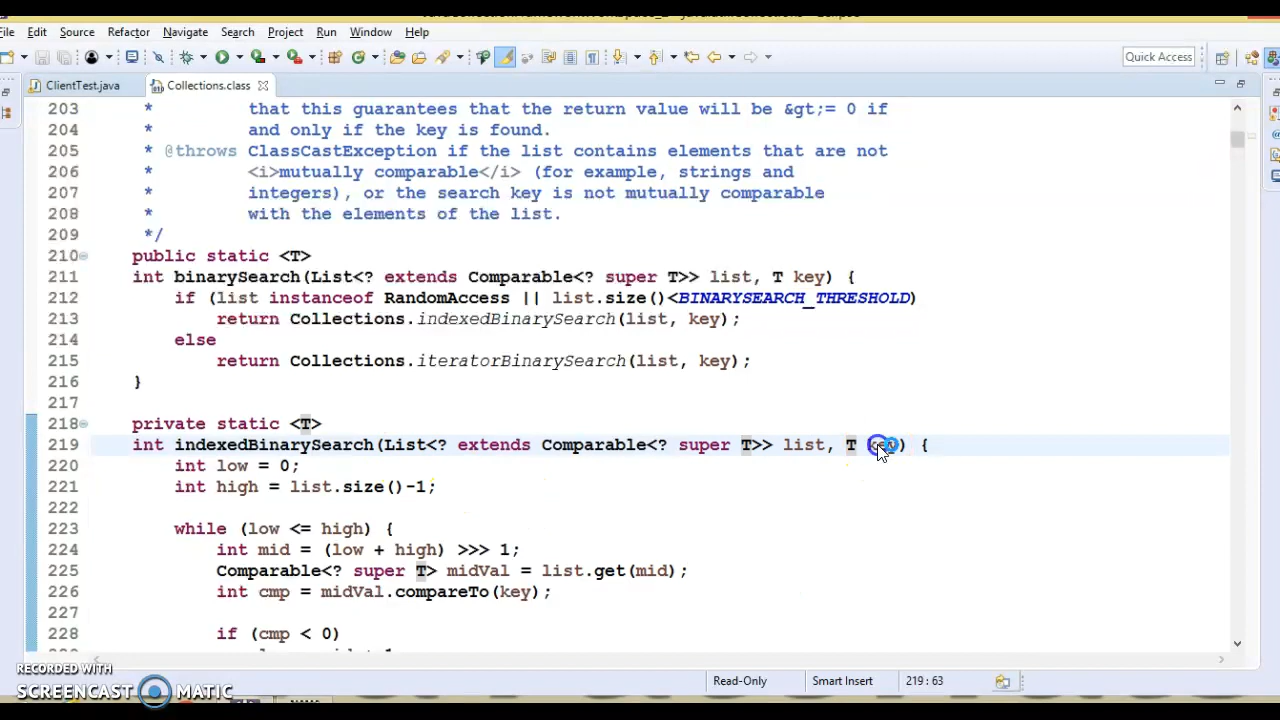 File Edit Source Refactor Navigate Search Project Run Window Help
Quick Access
ClientTest.java Collections.class
203 * that this guarantees that the return value will be &gt;= 0 if
204 * and only if the key is found.
205 * @throws ClassCastException if the list contains elements that are not
206 * <i>mutually comparable</i> (for example, strings and
207 * integers), or the search key is not mutually comparable
208 * with the elements of the list.
209 */
210 public static <T>
211 int binarySearch(List<? extends Comparable<? super T>> list, T key) {
212 if (list instanceof RandomAccess || list.size()<BINARYSEARCH_THRESHOLD)
213 return Collections.indexedBinarySearch(list, key);
214 else
215 return Collections.iteratorBinarySearch(list, key);
216 }
217
218 private static <T>
219 int indexedBinarySearch(List<? extends Comparable<? super T>> list, T key) {
220 int low = 0;
221 int high = list.size()-1;
222
223 while (low <= high) {
224 int mid = (low + high) >>> 1;
225 Comparable<? super T> midVal = list.get(mid);
226 int cmp = midVal.compareTo(key);
227
228 if (cmp < 0)
RECORDED WITH
SCREENCAST MATIC
Read-Only Smart Insert 219 : 63